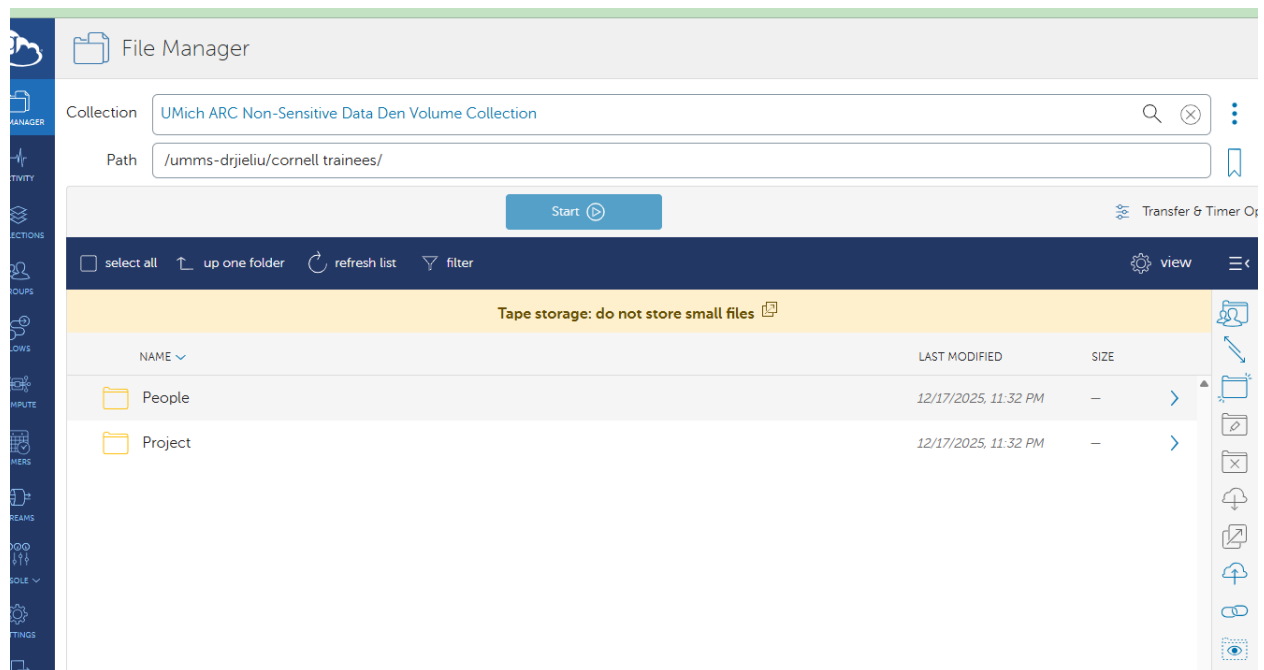 File Manager
MANAGER
Collection
UMich ARC Non-Sensitive Data Den Volume Collection
Path
/umms-drjieliu/cornell trainees/
Start
Transfer & Timer Op
select all
up one folder
refresh list
filter
view
Tape storage: do not store small files
NAME
LAST MODIFIED
SIZE
People
12/17/2025, 11:32 PM
–
Project
12/17/2025, 11:32 PM
–
TIVITY
ECTIONS
ROUPS
LOWS
MPUTE
MERS
REAMS
SOLE
TTINGS